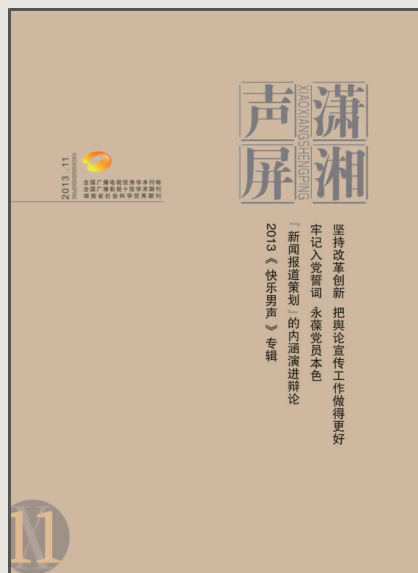 潇湘
声屏
XIAOXIANGSHENGPING
坚持改革创新 把舆论宣传工作做得更好
牢记入党誓词 永葆党员本色
『新闻报道策划』的内涵演进辩论
2013《快乐男声》专辑
2013.11
XIAOXIANGSHENGPING
全国广播电视优秀学术刊物
全国广播影视十佳学术期刊
湖南省社会科学优秀期刊
11